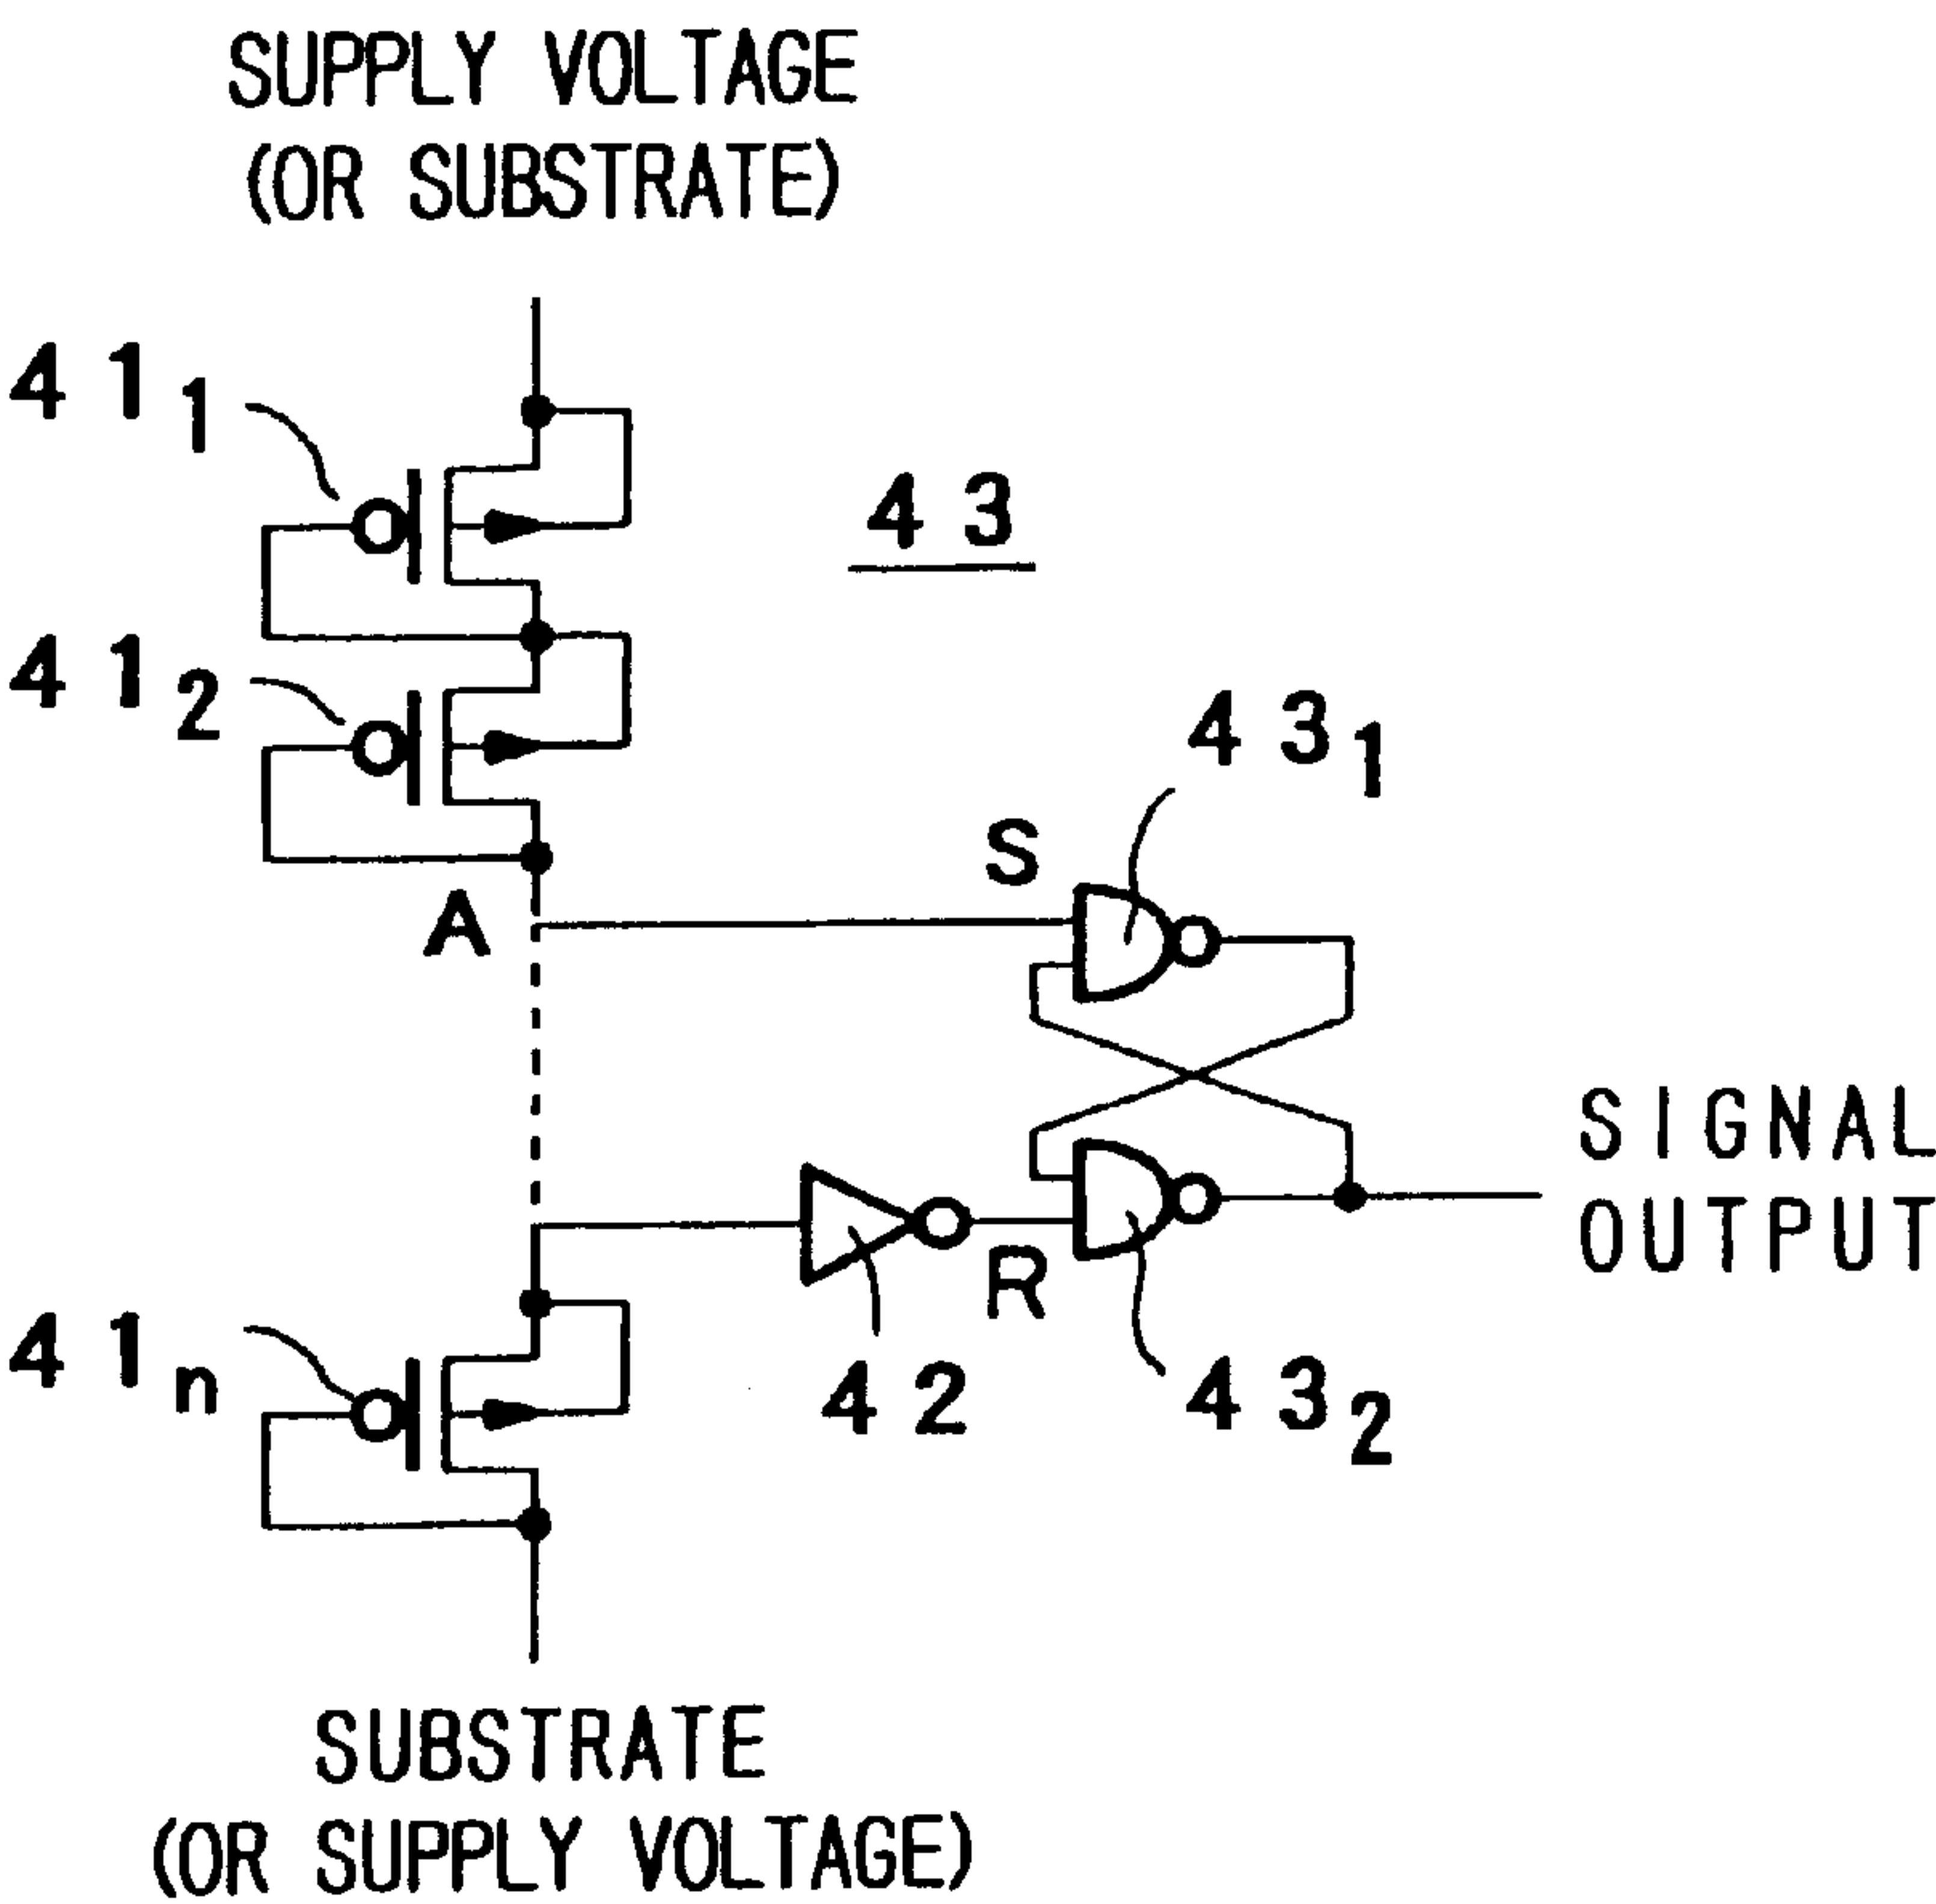 SUPPLY VOLTAGE
(OR SUBSTRATE)
41₁
43
41₂
43₁
S
A
SIGNAL
OUTPUT
R
41ₙ
42
43₂
SUBSTRATE
(OR SUPPLY VOLTAGE)